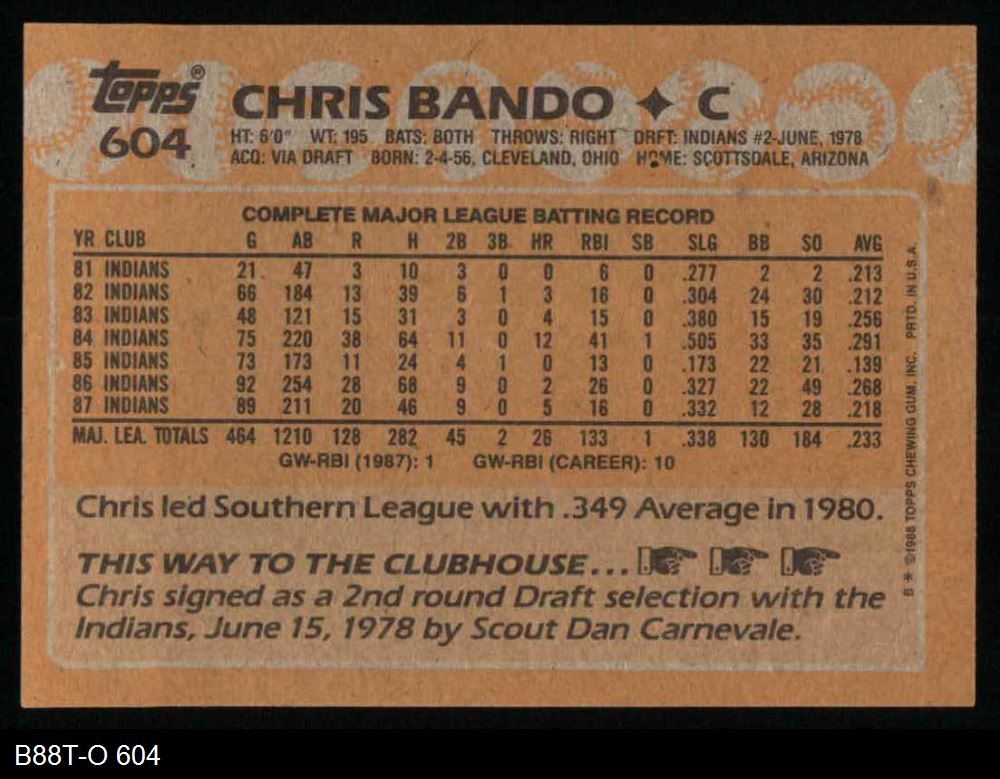 Topps®
604
CHRIS BANDO ✦ C
HT: 6'0" WT: 195 BATS: BOTH THROWS: RIGHT DRFT: INDIANS #2-JUNE, 1978
ACQ: VIA DRAFT BORN: 2-4-56, CLEVELAND, OHIO HOME: SCOTTSDALE, ARIZONA
COMPLETE MAJOR LEAGUE BATTING RECORD
YR CLUB G AB R H 2B 3B HR RBI SB SLG BB SO AVG
81 INDIANS 21 47 3 10 3 0 0 6 0 .277 2 2 .213
82 INDIANS 66 184 13 39 6 1 3 16 0 .304 24 30 .212
83 INDIANS 48 121 15 31 3 0 4 15 0 .380 15 19 .256
84 INDIANS 75 220 38 64 11 0 12 41 1 .505 33 35 .291
85 INDIANS 73 173 11 24 4 1 0 13 0 .173 22 21 .139
86 INDIANS 92 254 28 68 9 0 2 26 0 .327 22 49 .268
87 INDIANS 89 211 20 46 9 0 5 16 0 .332 12 28 .218
MAJ. LEA. TOTALS 464 1210 128 282 45 2 26 133 1 .338 130 184 .233
GW-RBI (1987): 1 GW-RBI (CAREER): 10
Chris led Southern League with .349 Average in 1980.
THIS WAY TO THE CLUBHOUSE...
Chris signed as a 2nd round Draft selection with the
Indians, June 15, 1978 by Scout Dan Carnevale.
B* ©1988 TOPPS CHEWING GUM, INC. PRTD. IN U.S.A.
B88T-O 604